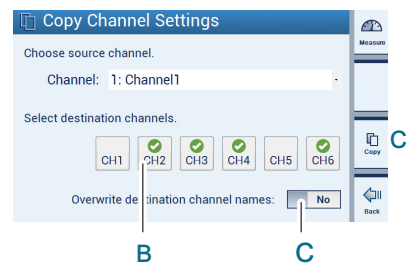 Copy Channel Settings
Measure
Choose source channel.
Channel: 1: Channel1
Select destination channels.
CH1 CH2 CH3 CH4 CH5 CH6
Copy
C
Overwrite destination channel names: No
Back
B
C